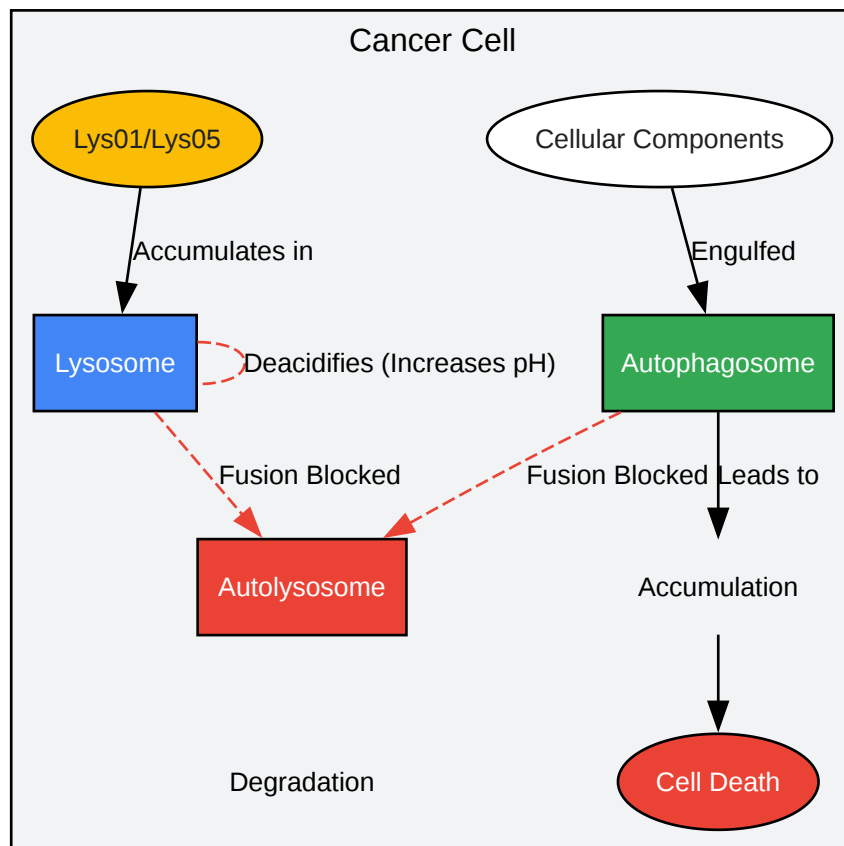 Cancer Cell
Lys01/Lys05
Cellular Components
Accumulates in
Engulfed
Lysosome
Deacidifies (Increases pH)
Autophagosome
Fusion Blocked
Fusion Blocked
Leads to
Autolysosome
Accumulation
Degradation
Cell Death